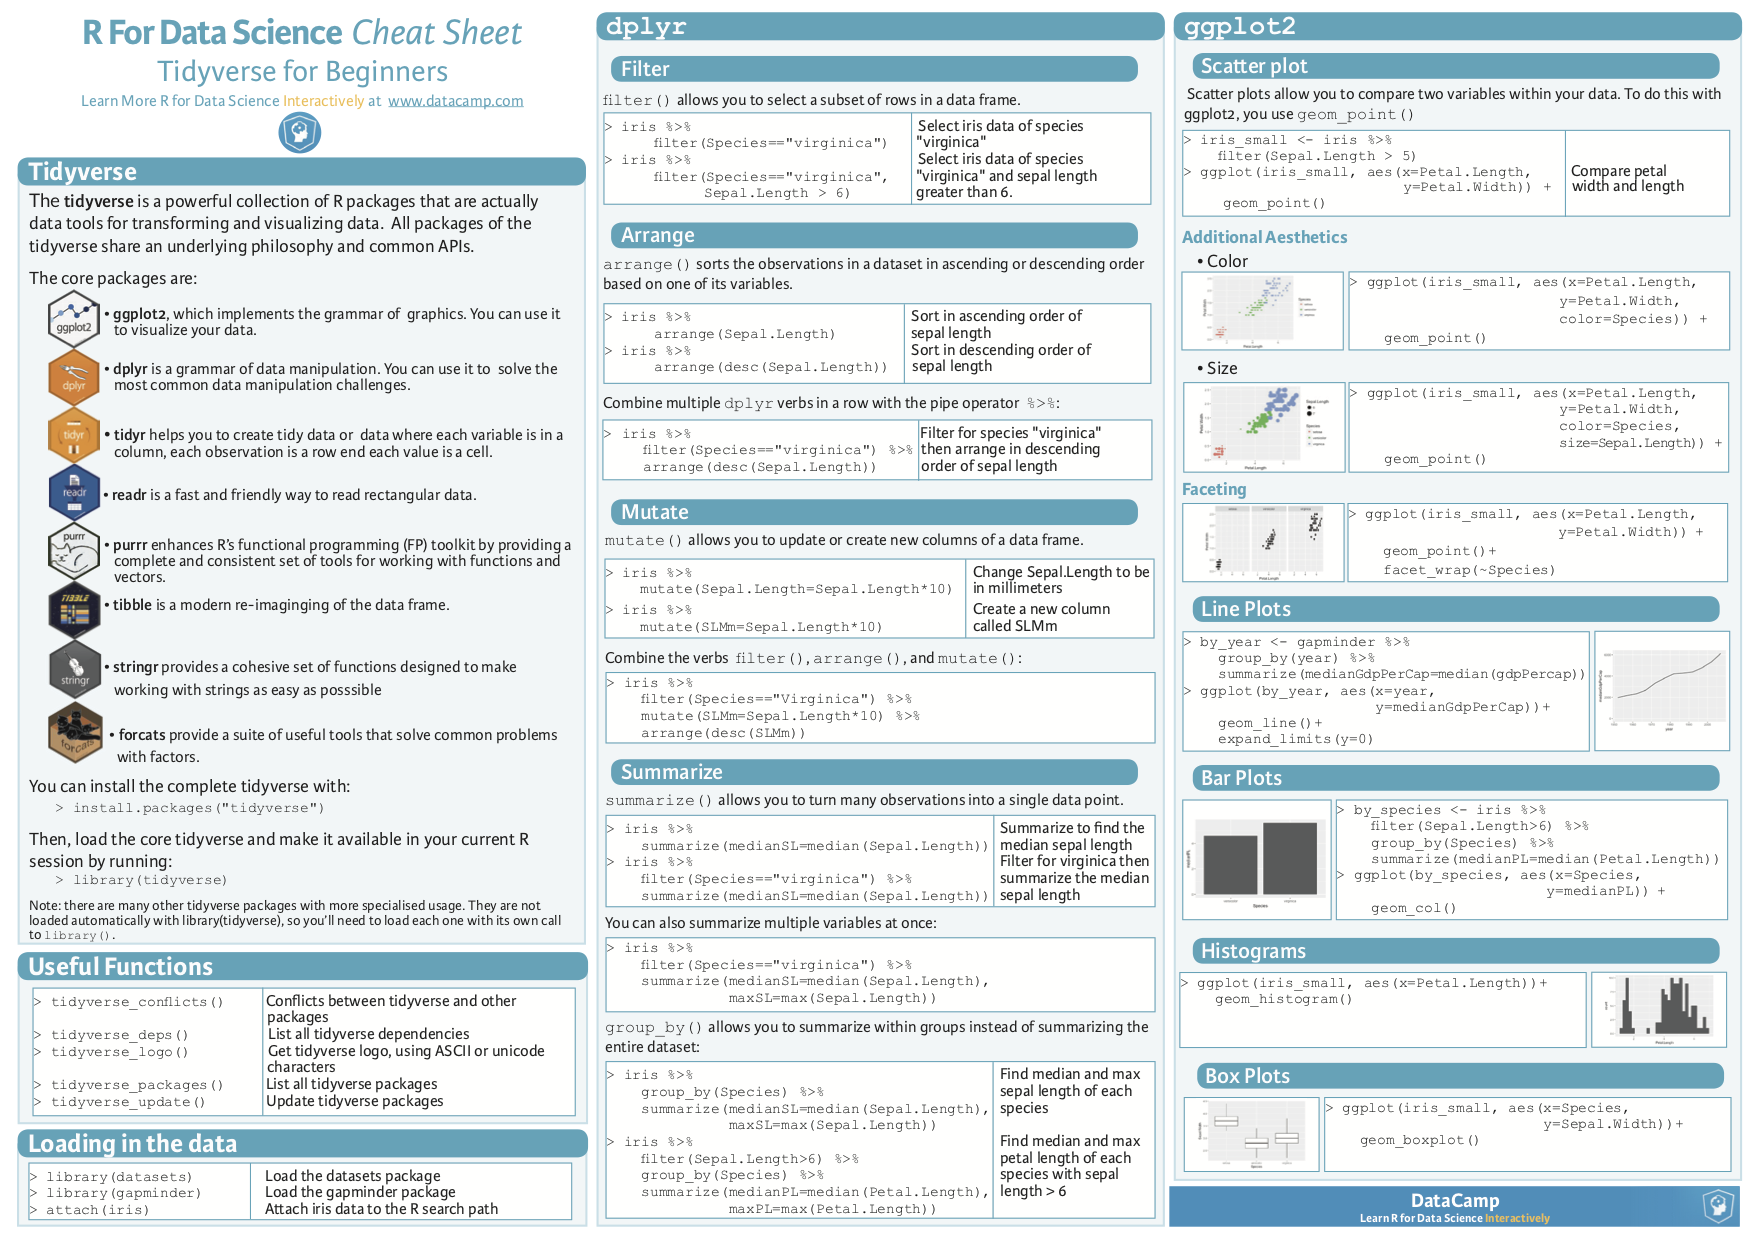 R For Data Science Cheat Sheet
Tidyverse for Beginners
Learn More R for Data Science Interactively at www.datacamp.com
Tidyverse
The tidyverse is a powerful collection of R packages that are actually
data tools for transforming and visualizing data. All packages of the
tidyverse share an underlying philosophy and common APIs.
The core packages are:
ggplot2
• ggplot2, which implements the grammar of graphics. You can use it
to visualize your data.
dplyr
• dplyr is a grammar of data manipulation. You can use it to solve the
most common data manipulation challenges.
tidyr
• tidyr helps you to create tidy data or data where each variable is in a
column, each observation is a row end each value is a cell.
readr
• readr is a fast and friendly way to read rectangular data.
purrr
• purrr enhances R's functional programming (FP) toolkit by providing a
complete and consistent set of tools for working with functions and
vectors.
TIBBLE
• tibble is a modern re-imaginging of the data frame.
stringr
• stringr provides a cohesive set of functions designed to make
working with strings as easy as posssible
forcats
• forcats provide a suite of useful tools that solve common problems
with factors.
You can install the complete tidyverse with:
> install.packages("tidyverse")
Then, load the core tidyverse and make it available in your current R
session by running:
> library(tidyverse)
Note: there are many other tidyverse packages with more specialised usage. They are not
loaded automatically with library(tidyverse), so you'll need to load each one with its own call
to library().
Useful Functions
> tidyverse_conflicts() Conflicts between tidyverse and other
packages
> tidyverse_deps() List all tidyverse dependencies
> tidyverse_logo() Get tidyverse logo, using ASCII or unicode
characters
> tidyverse_packages() List all tidyverse packages
> tidyverse_update() Update tidyverse packages
Loading in the data
> library(datasets) Load the datasets package
> library(gapminder) Load the gapminder package
> attach(iris) Attach iris data to the R search path
dplyr
Filter
filter() allows you to select a subset of rows in a data frame.
> iris %>% Select iris data of species
filter(Species=="virginica") "virginica"
> iris %>% Select iris data of species
filter(Species=="virginica", "virginica" and sepal length
Sepal.Length > 6) greater than 6.
Arrange
arrange() sorts the observations in a dataset in ascending or descending order
based on one of its variables.
> iris %>% Sort in ascending order of
arrange(Sepal.Length) sepal length
> iris %>% Sort in descending order of
arrange(desc(Sepal.Length)) sepal length
Combine multiple dplyr verbs in a row with the pipe operator %>%:
> iris %>% Filter for species "virginica"
filter(Species=="virginica") %>% then arrange in descending
arrange(desc(Sepal.Length)) order of sepal length
Mutate
mutate() allows you to update or create new columns of a data frame.
> iris %>% Change Sepal.Length to be
mutate(Sepal.Length=Sepal.Length*10) in millimeters
> iris %>% Create a new column
mutate(SLMm=Sepal.Length*10) called SLMm
Combine the verbs filter(), arrange(), and mutate():
> iris %>%
filter(Species=="Virginica") %>%
mutate(SLMm=Sepal.Length*10) %>%
arrange(desc(SLMm))
Summarize
summarize() allows you to turn many observations into a single data point.
> iris %>% Summarize to find the
summarize(medianSL=median(Sepal.Length)) median sepal length
> iris %>% Filter for virginica then
filter(Species=="virginica") %>% summarize the median
summarize(medianSL=median(Sepal.Length)) sepal length
You can also summarize multiple variables at once:
> iris %>%
filter(Species=="virginica") %>%
summarize(medianSL=median(Sepal.Length),
maxSL=max(Sepal.Length))
group_by() allows you to summarize within groups instead of summarizing the
entire dataset:
> iris %>% Find median and max
group_by(Species) %>% sepal length of each
summarize(medianSL=median(Sepal.Length), species
maxSL=max(Sepal.Length))
> iris %>% Find median and max
filter(Sepal.Length>6) %>% petal length of each
group_by(Species) %>% species with sepal
summarize(medianPL=median(Petal.Length), length > 6
maxPL=max(Petal.Length))
ggplot2
Scatter plot
Scatter plots allow you to compare two variables within your data. To do this with
ggplot2, you use geom_point()
> iris_small <- iris %>%
filter(Sepal.Length > 5)
> ggplot(iris_small, aes(x=Petal.Length, Compare petal
y=Petal.Width)) + width and length
geom_point()
Additional Aesthetics
• Color
> ggplot(iris_small, aes(x=Petal.Length,
y=Petal.Width,
color=Species)) +
geom_point()
• Size
> ggplot(iris_small, aes(x=Petal.Length,
y=Petal.Width,
color=Species,
size=Sepal.Length)) +
geom_point()
Faceting
> ggplot(iris_small, aes(x=Petal.Length,
y=Petal.Width)) +
geom_point()+
facet_wrap(~Species)
Line Plots
> by_year <- gapminder %>%
group_by(year) %>%
summarize(medianGdpPerCap=median(gdpPercap))
> ggplot(by_year, aes(x=year,
y=medianGdpPerCap))+
geom_line()+
expand_limits(y=0)
Bar Plots
> by_species <- iris %>%
filter(Sepal.Length>6) %>%
group_by(Species) %>%
summarize(medianPL=median(Petal.Length))
> ggplot(by_species, aes(x=Species,
y=medianPL)) +
geom_col()
Histograms
> ggplot(iris_small, aes(x=Petal.Length))+
geom_histogram()
Box Plots
> ggplot(iris_small, aes(x=Species,
y=Sepal.Width))+
geom_boxplot()
DataCamp
Learn R for Data Science Interactively